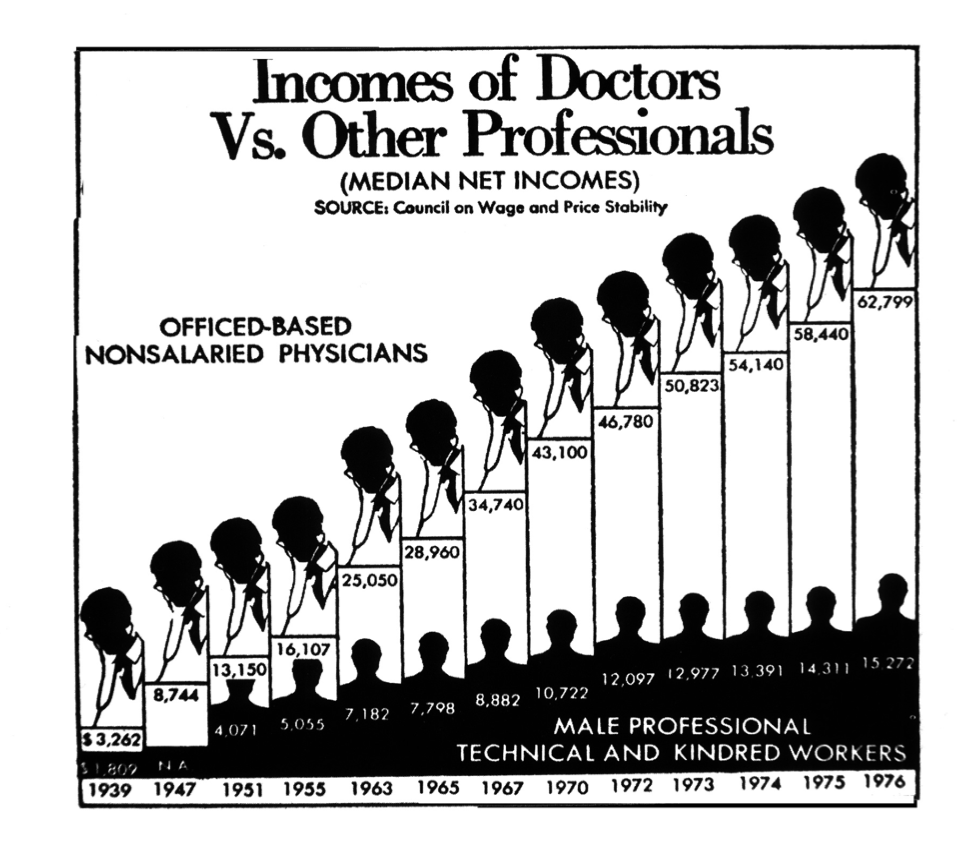 Incomes of Doctors
Vs. Other Professionals
(MEDIAN NET INCOMES)
SOURCE: Council on Wage and Price Stability
OFFICED-BASED
NONSALARIED PHYSICIANS
62,799
58,440
54,140
50,823
46,780
43,100
34,740
28,960
25,050
16,107
13,150
8,744
$ 3,262
$ 1,809
N A
4,071
5,055
7,182
7,798
8,882
10,722
12,097
12,977
13,391
14,311
15,272
MALE PROFESSIONAL
TECHNICAL AND KINDRED WORKERS
1939 1947 1951 1955 1963 1965 1967 1970 1972 1973 1974 1975 1976